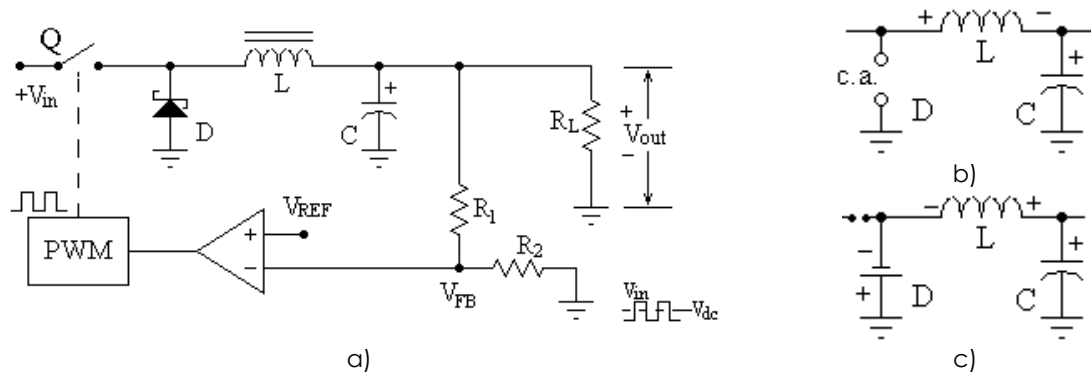 Q
+Vin
D
L
C
+
RL
+
Vout
−
R1
R2
VREF
+
−
PWM
VFB
Vin
Vdc
a)
+
−
L
c.a.
D
C
+
b)
−
+
L
−
+
D
C
+
c)